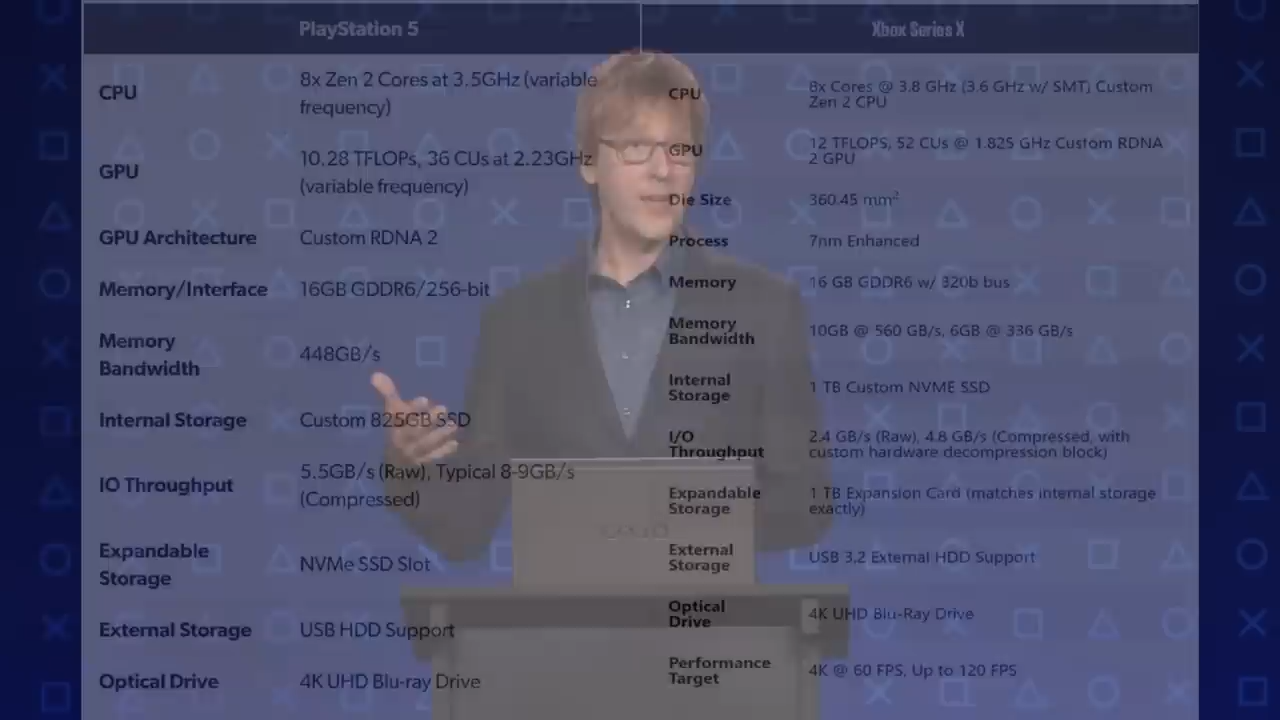 PlayStation 5
CPU
8x Zen 2 Cores at 3.5GHz (variable
frequency)
GPU
10.28 TFLOPS, 36 CUs at 2.23GHz
(variable frequency)
GPU Architecture
Custom RDNA 2
Memory/Interface
16GB GDDR6/256-bit
Memory
Bandwidth
448GB/s
Internal Storage
Custom 825GB SSD
IO Throughput
5.5GB/s (Raw), Typical 8-9GB/s
(Compressed)
Expandable
Storage
NVMe SSD Slot
External Storage
USB HDD Support
Optical Drive
4K UHD Blu-ray Drive
Xbox Series X
CPU
8x Cores @ 3.8 GHz (3.6 GHz w/ SMT) Custom
Zen 2 CPU
GPU
12 TFLOPS, 52 CUs @ 1.825 GHz Custom RDNA
2 GPU
Die Size
360.45 mm²
Process
7nm Enhanced
Memory
16 GB GDDR6 w/ 320b bus
Memory
Bandwidth
10GB @ 560 GB/s, 6GB @ 336 GB/s
Internal
Storage
1 TB Custom NVME SSD
I/O
Throughput
2.4 GB/s (Raw), 4.8 GB/s (Compressed, with
custom hardware decompression block)
Expandable
Storage
1 TB Expansion Card (matches internal storage
exactly)
External
Storage
USB 3.2 External HDD Support
Optical
Drive
4K UHD Blu-Ray Drive
Performance
Target
4K @ 60 FPS, Up to 120 FPS